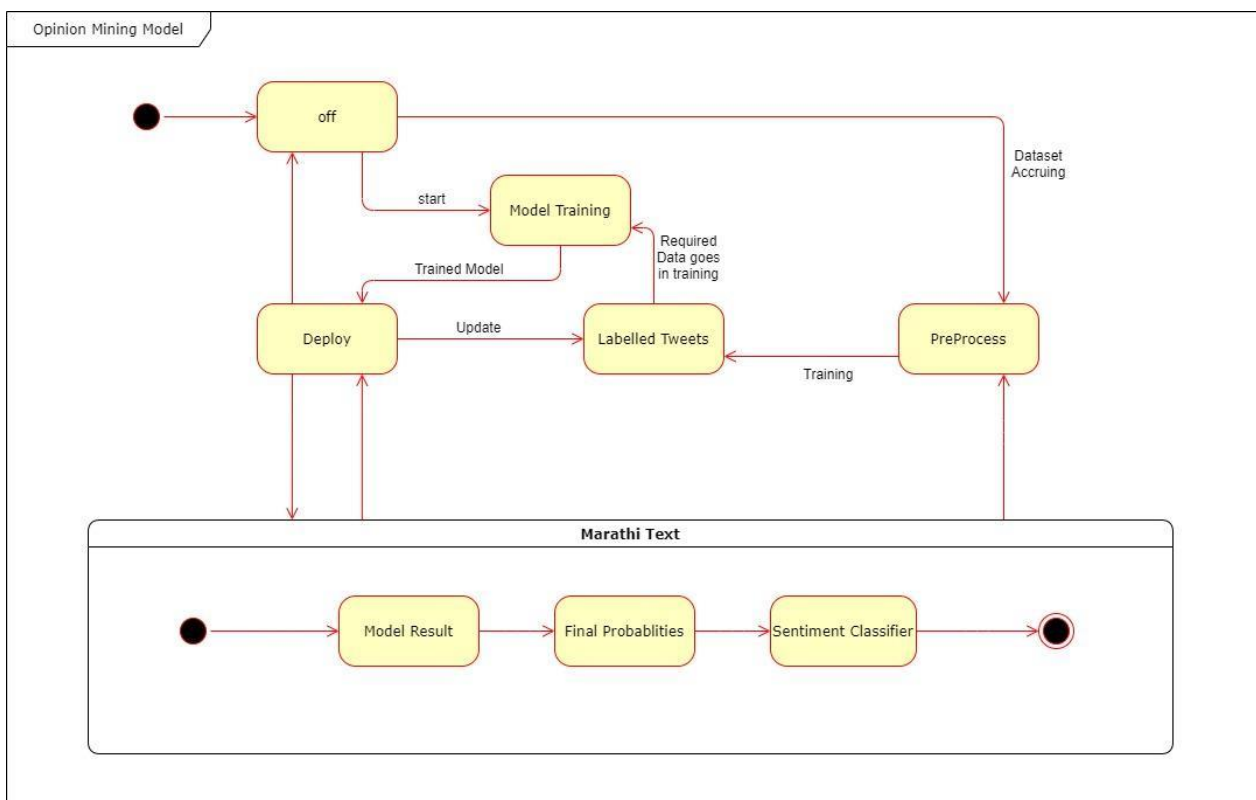 Opinion Mining Model
off
Dataset
Accruing
start
Model Training
Required
Data goes
in training
Trained Model
Deploy
Update
Labelled Tweets
PreProcess
Training
Marathi Text
Model Result
Final Probablities
Sentiment Classifier